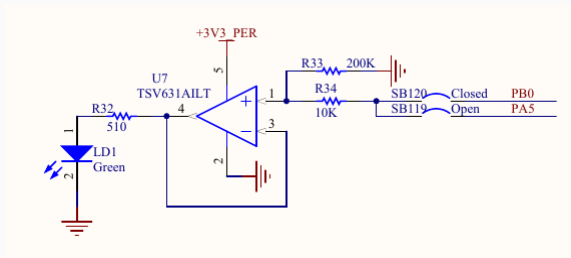 +3V3_PER
5
R33 200K
U7
TSV631AILT
R34
SB120 Closed PB0
4 + 1
SB119 Open PA5
R32
10K
510
- 3
1
2
LD1
Green
2